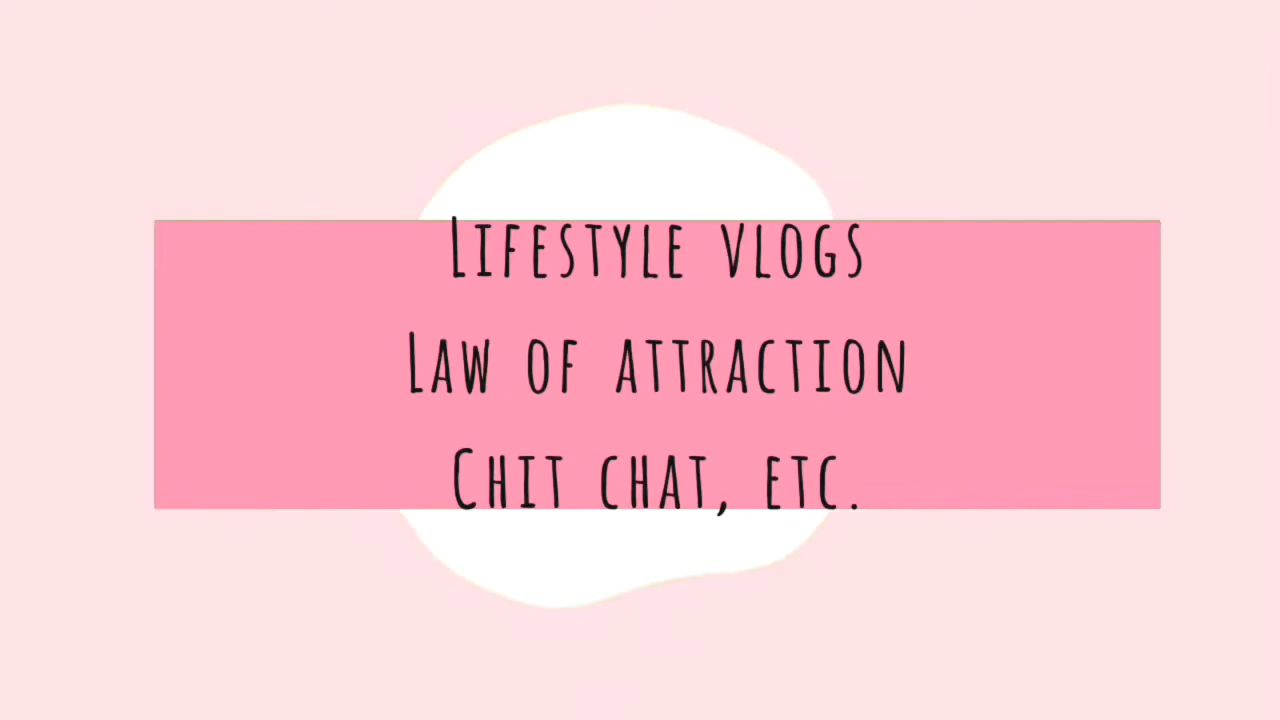 Lifestyle vlogs
Law of attraction
Chit chat, etc.